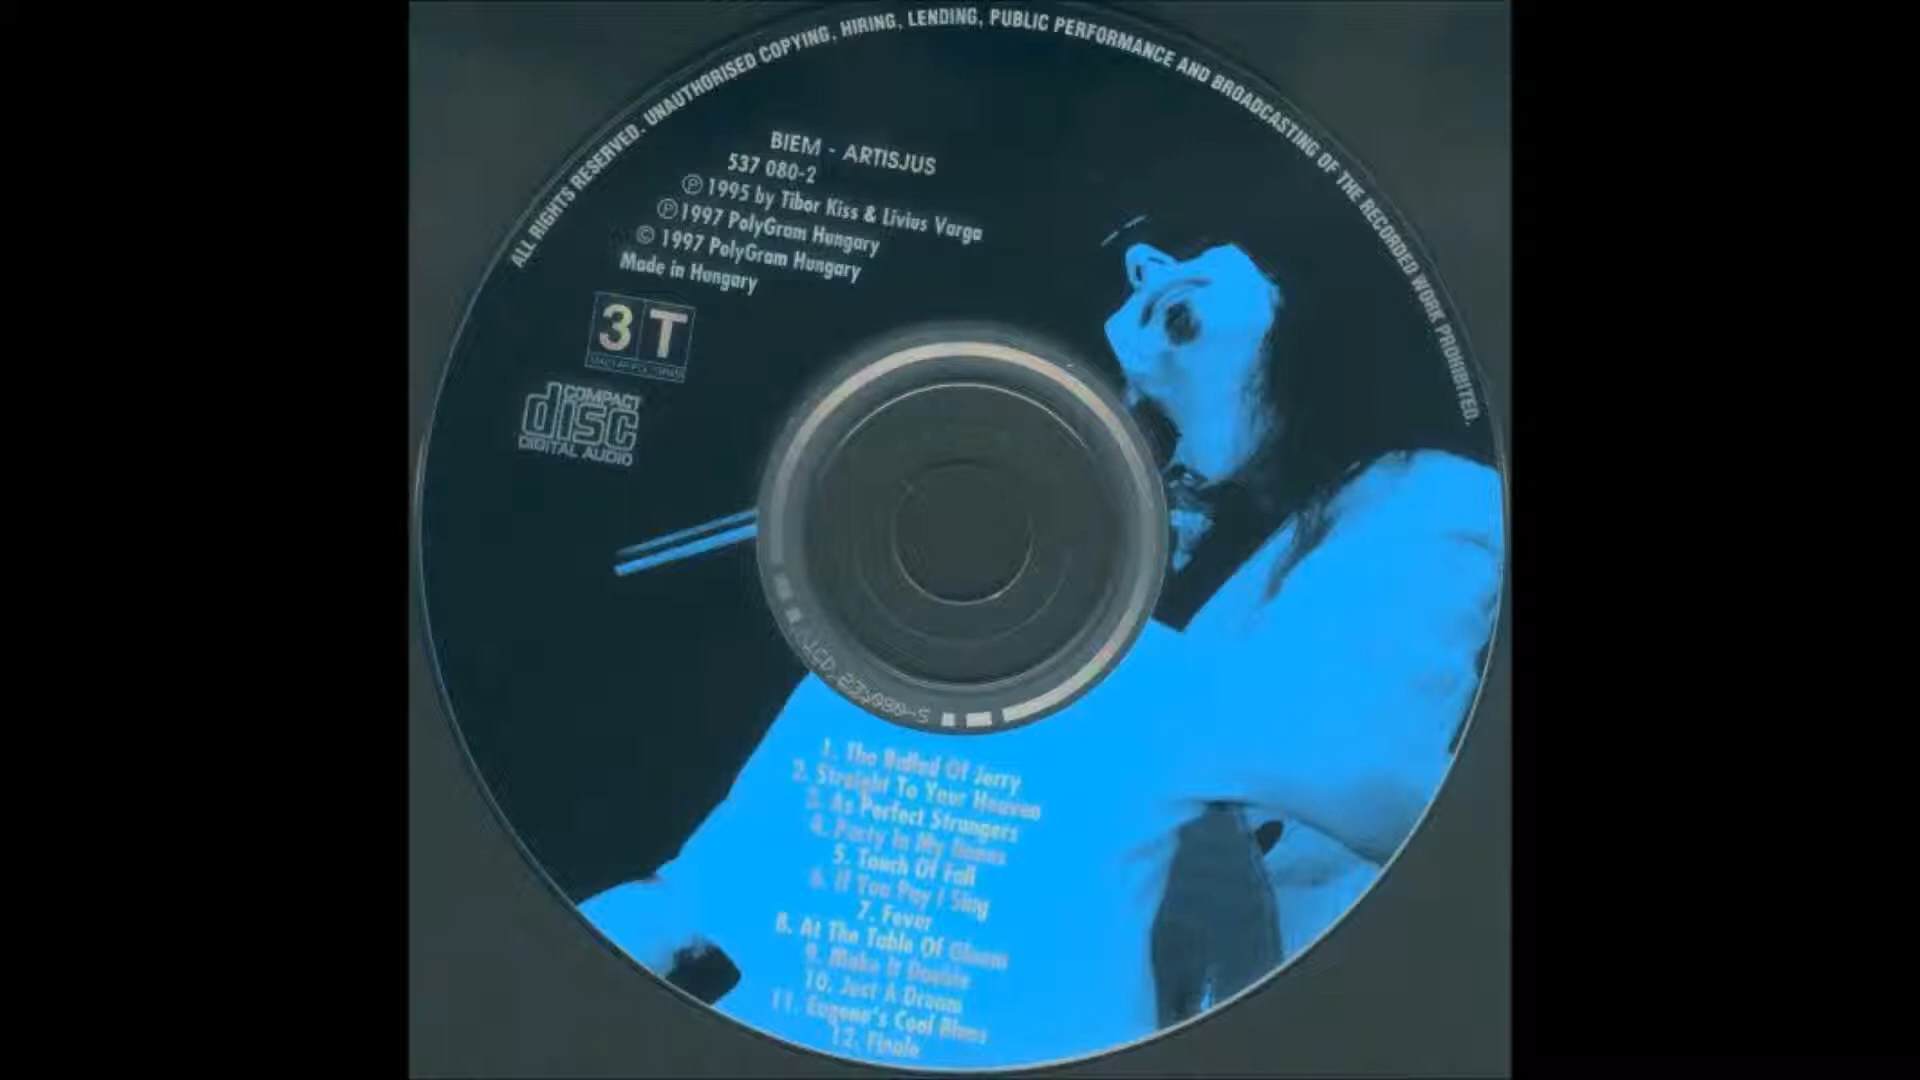 ALL RIGHTS RESERVED. UNAUTHORISED COPYING, HIRING, LENDING, PUBLIC PERFORMANCE AND BROADCASTING OF THE RECORDED WORK PROHIBITED.
BIEM - ARTISJUS
537 080-2
Ⓟ 1995 by Tibor Kiss & Livius Varga
Ⓟ 1997 PolyGram Hungary
© 1997 PolyGram Hungary
Made in Hungary
3 T
COMPACT
disc
DIGITAL AUDIO
1. The Ballad Of Jerry
2. Straight To Your Heaven
3. As Perfect Strangers
4. Party In My Bones
5. Touch Of Fall
6. If You Pay I Sing
7. Fever
8. At The Table Of Gloom
9. Make It Double
10. Just A Dream
11. Eugene's Cool Blues
12. Finale